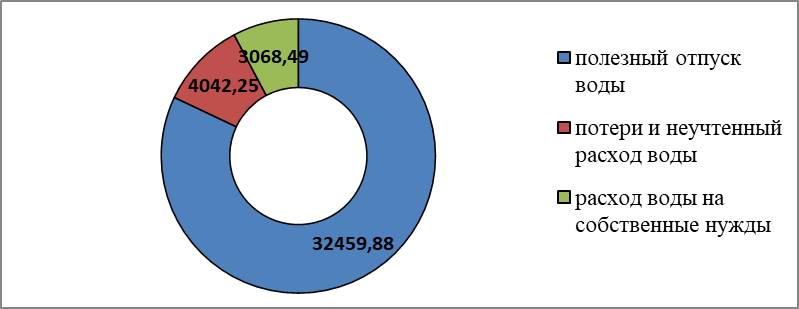 3068,49
4042,25
32459,88
полезный отпуск
воды
потери и неучтенный
расход воды
расход воды на
собственные нужды